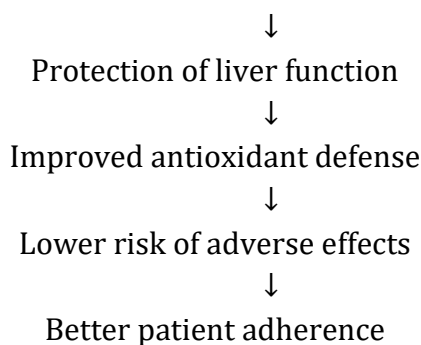 ↓
Protection of liver function
↓
Improved antioxidant defense
↓
Lower risk of adverse effects
↓
Better patient adherence